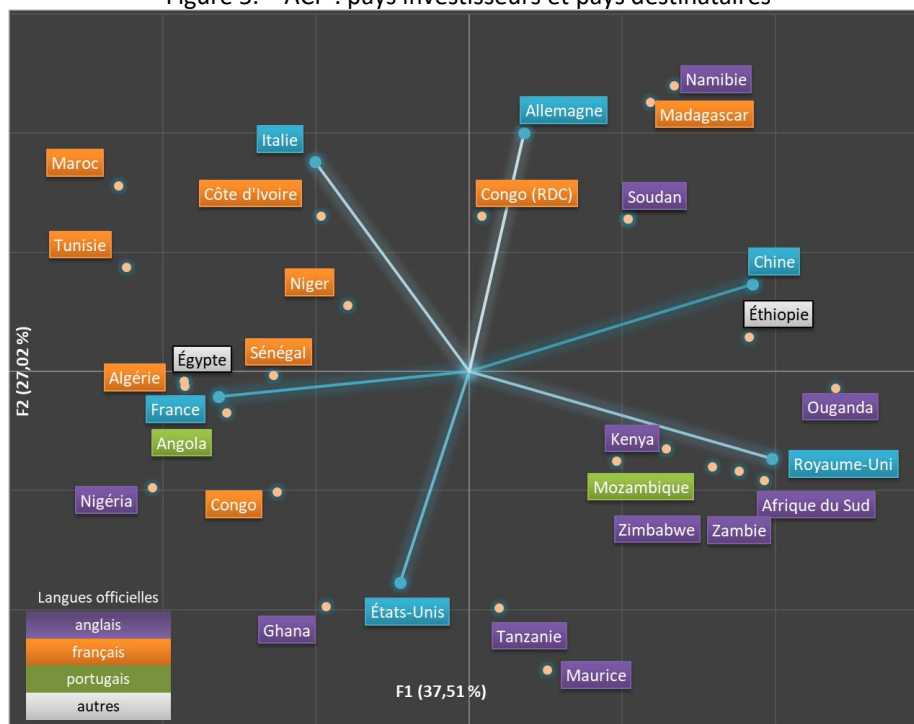 Figure 3. – ACP : pays investisseurs et pays destinataires
Namibie
Allemagne
Madagascar
Italie
Maroc
Côte d'Ivoire
Congo (RDC)
Soudan
Tunisie
Chine
Niger
Éthiopie
Égypte
Sénégal
Algérie
F2 (27,02 %)
France
Ouganda
Angola
Kenya
Royaume-Uni
Nigéria
Congo
Mozambique
Afrique du Sud
Zimbabwe
Zambie
Langues officielles
anglais
français
portugais
autres
Ghana
États-Unis
Tanzanie
Maurice
F1 (37,51 %)